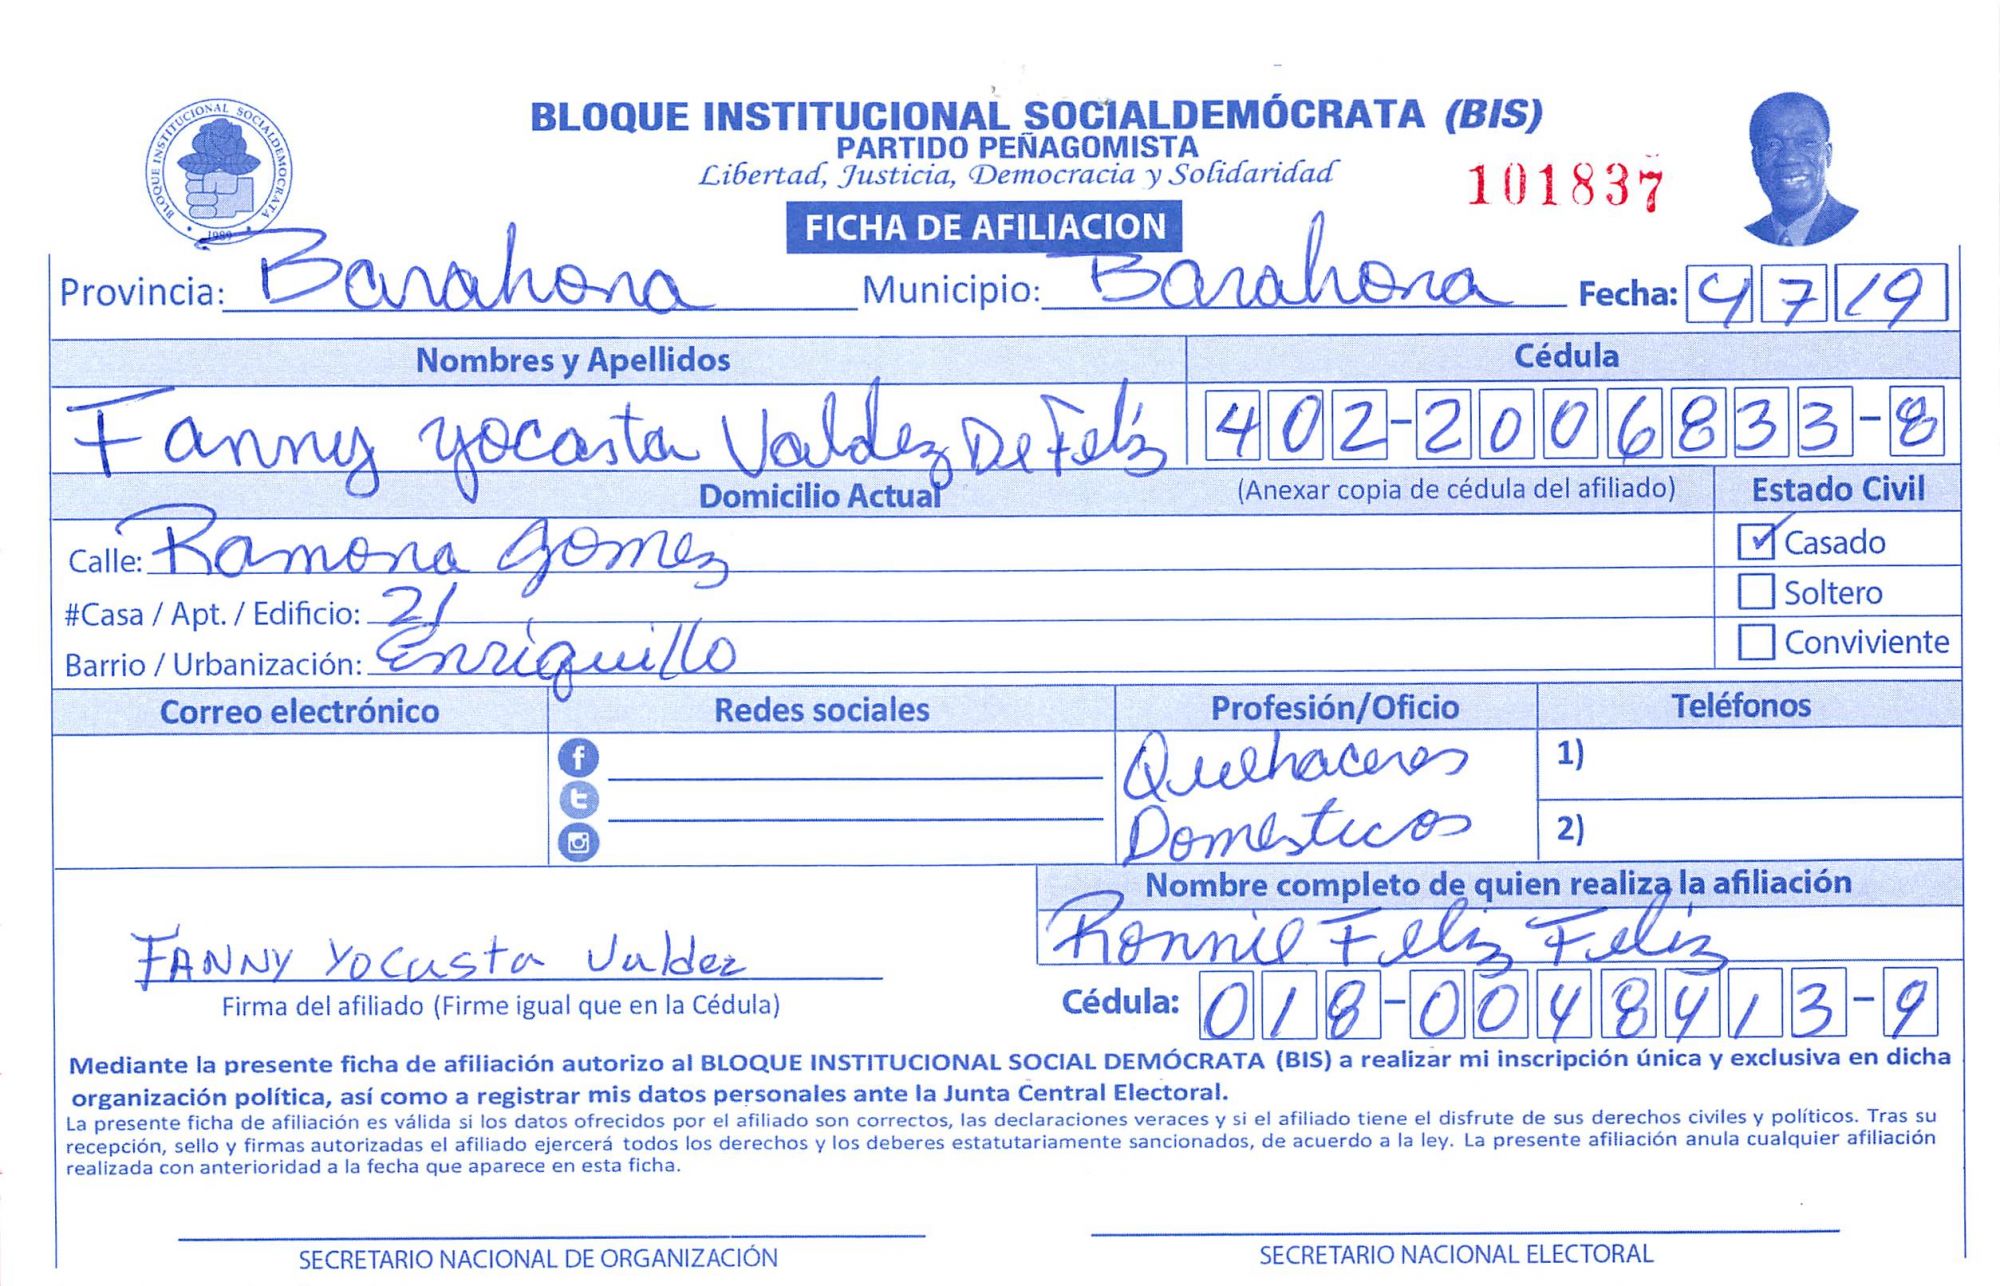 BLOQUE INSTITUCIONAL SOCIALDEMOCRATA
1989
BLOQUE INSTITUCIONAL SOCIALDEMÓCRATA (BIS)
PARTIDO PEÑAGOMISTA
Libertad, Justicia, Democracia y Solidaridad
101837
FICHA DE AFILIACION
Provincia: Barahona Municipio: Barahona Fecha: 4 7 19
Nombres y Apellidos Cédula
Fanny Yocasta Valdez De Feliz 402-2006833-8
Domicilio Actual (Anexar copia de cédula del afiliado) Estado Civil
Calle: Ramona Gomez Casado
#Casa / Apt. / Edificio: 21 Soltero
Barrio / Urbanización: Enriquillo Conviviente
Correo electrónico Redes sociales Profesión/Oficio Teléfonos
Quehaceres 1)
Domesticos 2)
Nombre completo de quien realiza la afiliación
Ronnie Feliz Feliz
FANNY YOCasta Valdez
Firma del afiliado (Firme igual que en la Cédula) Cédula: 018-0048413-9
Mediante la presente ficha de afiliación autorizo al BLOQUE INSTITUCIONAL SOCIAL DEMÓCRATA (BIS) a realizar mi inscripción única y exclusiva en dicha
organización política, así como a registrar mis datos personales ante la Junta Central Electoral.
La presente ficha de afiliación es válida si los datos ofrecidos por el afiliado son correctos, las declaraciones veraces y si el afiliado tiene el disfrute de sus derechos civiles y políticos. Tras su
recepción, sello y firmas autorizadas el afiliado ejercerá todos los derechos y los deberes estatutariamente sancionados, de acuerdo a la ley. La presente afiliación anula cualquier afiliación
realizada con anterioridad a la fecha que aparece en esta ficha.
SECRETARIO NACIONAL DE ORGANIZACIÓN SECRETARIO NACIONAL ELECTORAL